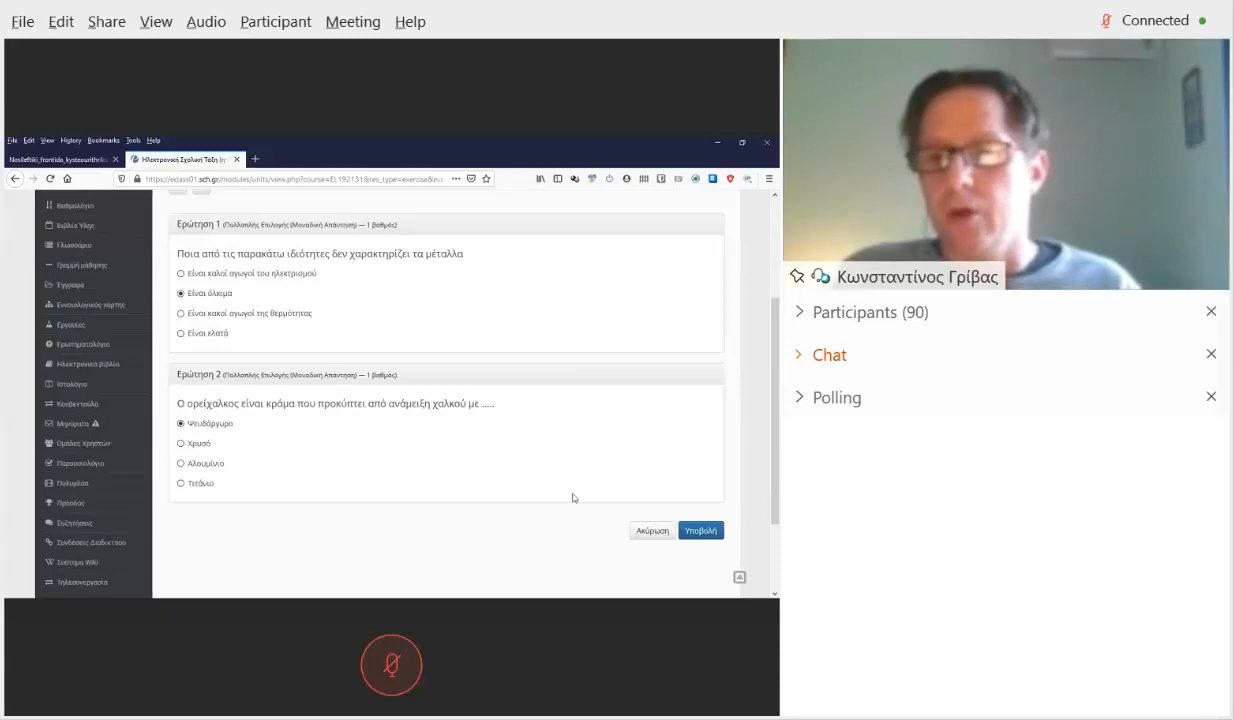 File Edit Share View Audio Participant Meeting Help
Connected
File Edit View History Bookmarks Tools Help
Nosileftiki_frontida_kysteourithrik
Ηλεκτρονική Σχολική Τάξη (η-
https://eclass01.sch.gr/modules/units/view.php?course=EL192131&res_type=exercise&
Βαθμολόγιο
Βιβλίο Ύλης
Γλωσσάριο
Γραμμή μάθησης
Έγγραφα
Εννοιολογικός χάρτης
Εργασίες
Ερωτηματολόγιο
Ηλεκτρονικό βιβλίο
Ιστολόγιο
Κουβεντούλα
Μηνύματα
Ομάδες Χρηστών
Παρουσιολόγιο
Πολυμέσα
Πρόοδος
Συζητήσεις
Συνδέσεις Διαδικτύου
Σύστημα Wiki
Τηλεσυνεργασία
Ερώτηση 1 (Πολλαπλής Επιλογής (Μοναδική Απάντηση) — 1 βαθμός)
Ποια από τις παρακάτω ιδιότητες δεν χαρακτηρίζει τα μέταλλα
Είναι καλοί αγωγοί του ηλεκτρισμού
Είναι όλκιμα
Είναι κακοί αγωγοί της θερμότητας
Είναι ελατά
Ερώτηση 2 (Πολλαπλής Επιλογής (Μοναδική Απάντηση) — 1 βαθμός)
Ο ορείχαλκος είναι κράμα που προκύπτει από ανάμειξη χαλκού με .....
Ψευδάργυρο
Χρυσό
Αλουμίνιο
Τιτάνιο
Ακύρωση Υποβολή
Κωνσταντίνος Γρίβας
Participants (90)
Chat
Polling